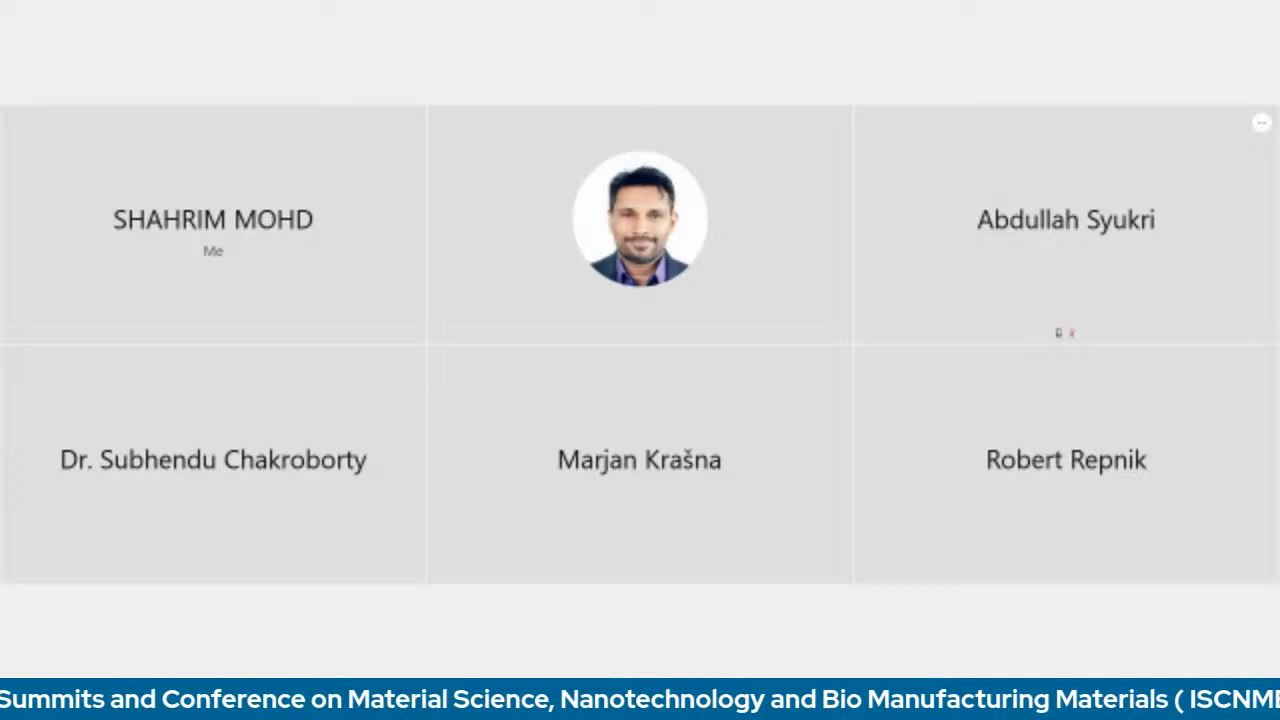 SHAHRIM MOHD
Me
Abdullah Syukri
Dr. Subhendu Chakroborty
Marjan Krašna
Robert Repnik
Summits and Conference on Material Science, Nanotechnology and Bio Manufacturing Materials ( ISCNM